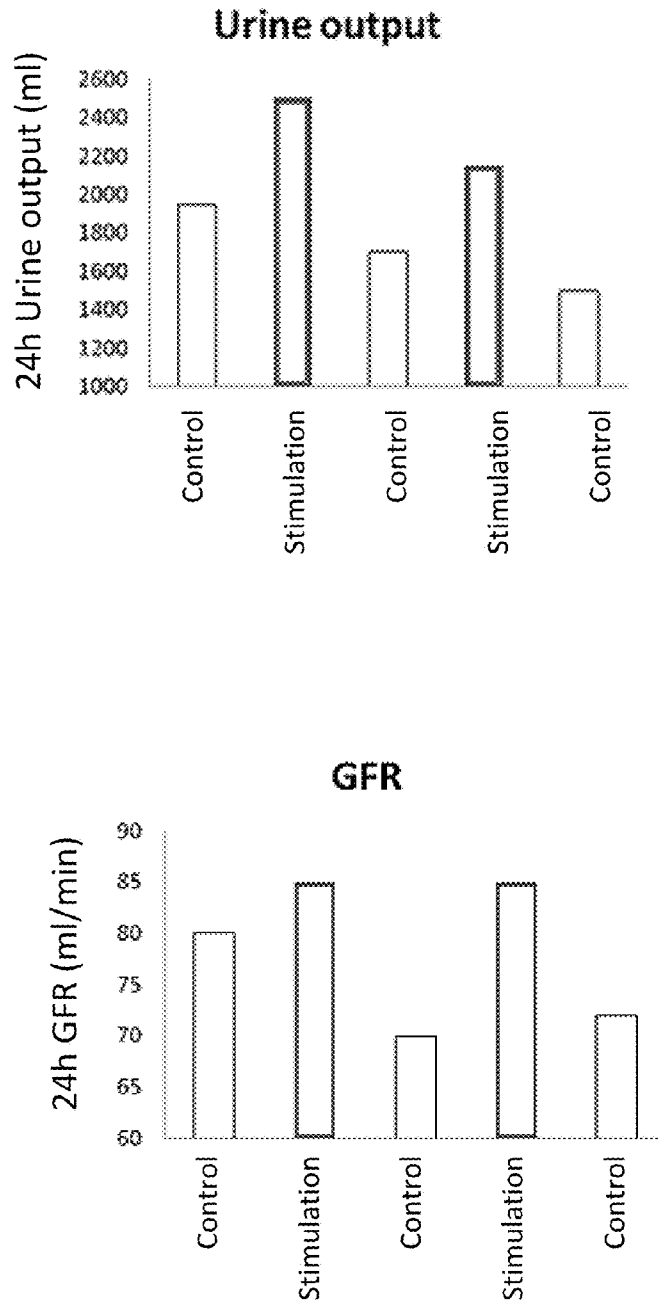 Urine output
24h Urine output (ml)
2600
2400
2200
2000
1800
1600
1400
1200
1000
Control
Stimulation
Control
Stimulation
Control
GFR
24h GFR (ml/min)
90
85
80
75
70
65
60
Control
Stimulation
Control
Stimulation
Control